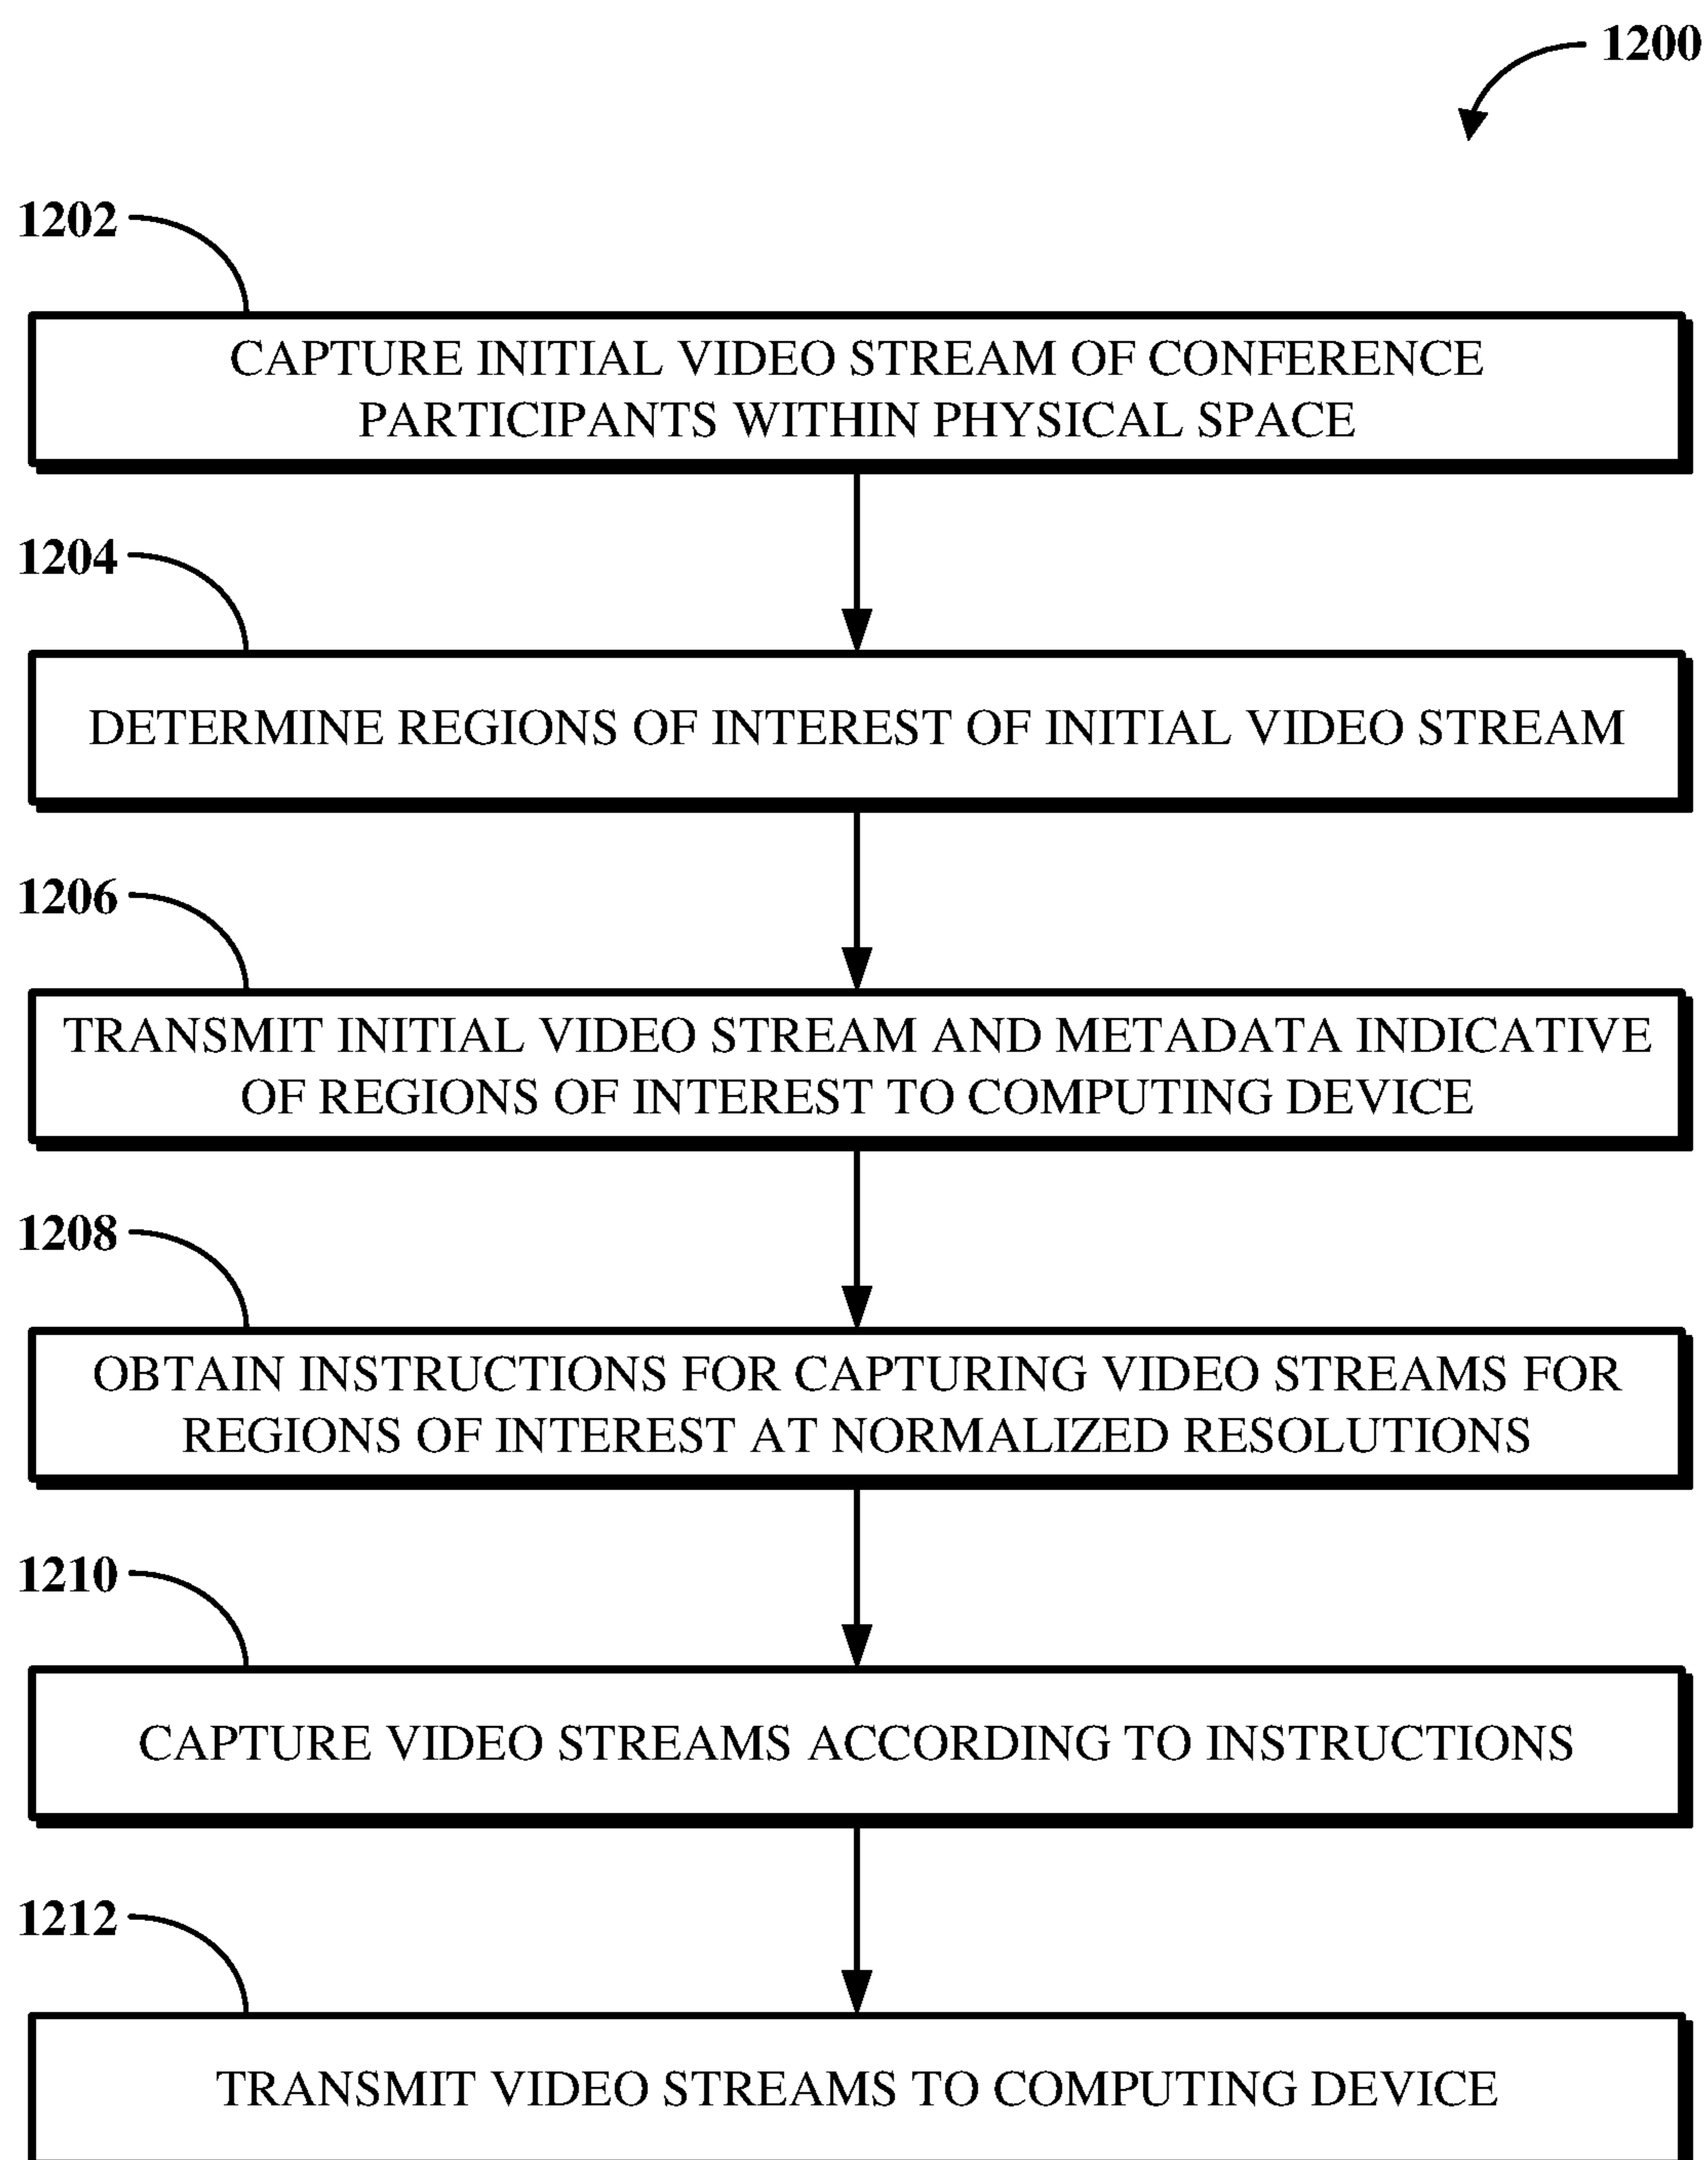 1200
1202
CAPTURE INITIAL VIDEO STREAM OF CONFERENCE
PARTICIPANTS WITHIN PHYSICAL SPACE
1204
DETERMINE REGIONS OF INTEREST OF INITIAL VIDEO STREAM
1206
TRANSMIT INITIAL VIDEO STREAM AND METADATA INDICATIVE
OF REGIONS OF INTEREST TO COMPUTING DEVICE
1208
OBTAIN INSTRUCTIONS FOR CAPTURING VIDEO STREAMS FOR
REGIONS OF INTEREST AT NORMALIZED RESOLUTIONS
1210
CAPTURE VIDEO STREAMS ACCORDING TO INSTRUCTIONS
1212
TRANSMIT VIDEO STREAMS TO COMPUTING DEVICE